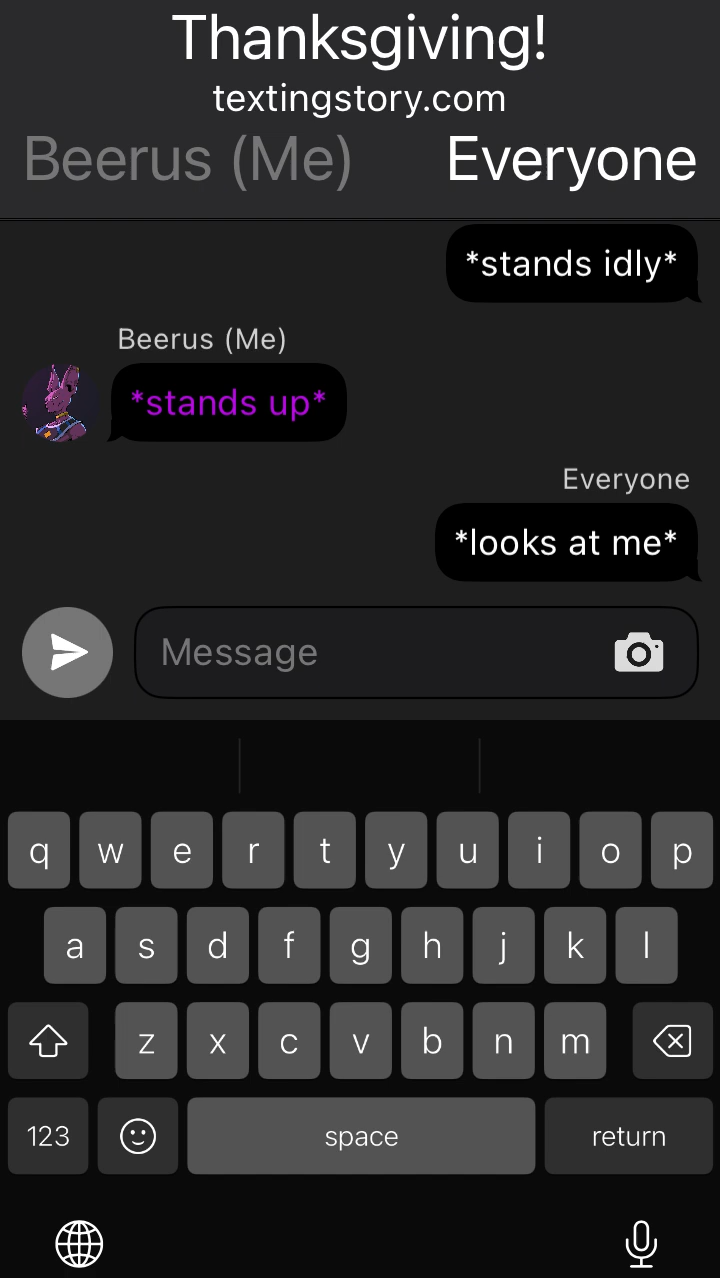 Thanksgiving!
textingstory.com
Beerus (Me) Everyone
*stands idly*
Beerus (Me)
*stands up*
Everyone
*looks at me*
Message
q w e r t y u i o p
a s d f g h j k l
z x c v b n m
123 space return